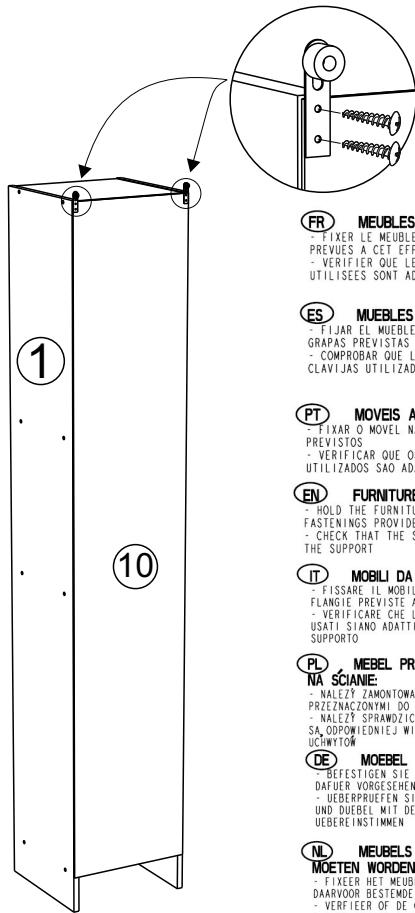 FR MEUBLES
- FIXER LE MEUBLE
PREVUES A CET EFF
- VERIFIER QUE LE
UTILISEES SONT AD
ES MUEBLES
- FIJAR EL MUEBLE
GRAPAS PREVISTAS
- COMPROBAR QUE L
CLAVIJAS UTILIZAD
PT MOVEIS A
- FIXAR O MOVEL NA
PREVISTOS
- VERIFICAR QUE OS
UTILIZADOS SAO ADA
EN FURNITURE
- HOLD THE FURNITU
FASTENINGS PROVIDE
- CHECK THAT THE S
THE SUPPORT
IT MOBILI DA
- FISSARE IL MOBIL
FLANGIE PREVISTE A
- VERIFICARE CHE L
USATI SIANO ADATTI
SUPPORTO
PL MEBEL PR
NA ŚCIANIE:
- NALEŻY ZAMONTOWA
PRZEZNACZONYMI DO
- NALEŻY SPRAWDZIC
SĄ ODPOWIEDNIEJ WI
UCHWYTÓW
DE MOEBEL
- BEFESTIGEN SIE
DAFUER VORGESEHEN
- UEBERPRUEFEN SI
UND DUEBEL MIT DE
UEBEREINSTIMMEN
NL MEUBELS
MOETEN WORDEN
- FIXEER HET MEUB
DAARVOOR BESTEMDE
- VERFIEER OF DE
1
10